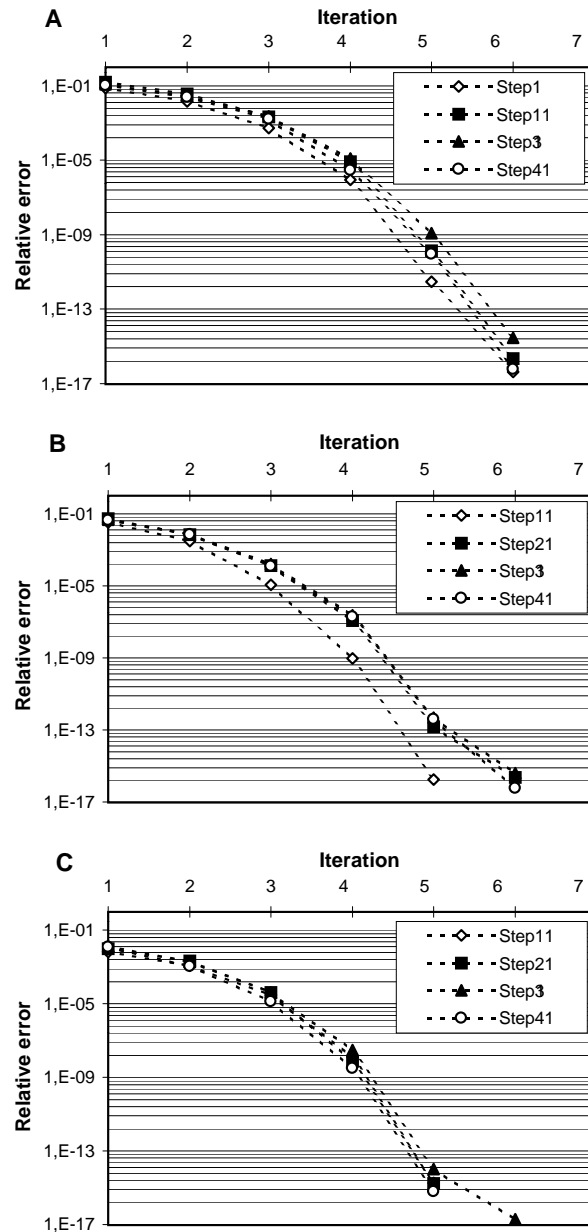 A
Iteration
1 2 3 4 5 6 7
1,E-01
1,E-05
1,E-09
1,E-13
1,E-17
Relative error
Step1
Step11
Step31
Step41
B
Iteration
1 2 3 4 5 6 7
1,E-01
1,E-05
1,E-09
1,E-13
1,E-17
Relative error
Step11
Step21
Step31
Step41
C
Iteration
1 2 3 4 5 6 7
1,E-01
1,E-05
1,E-09
1,E-13
1,E-17
Relative error
Step11
Step21
Step31
Step41